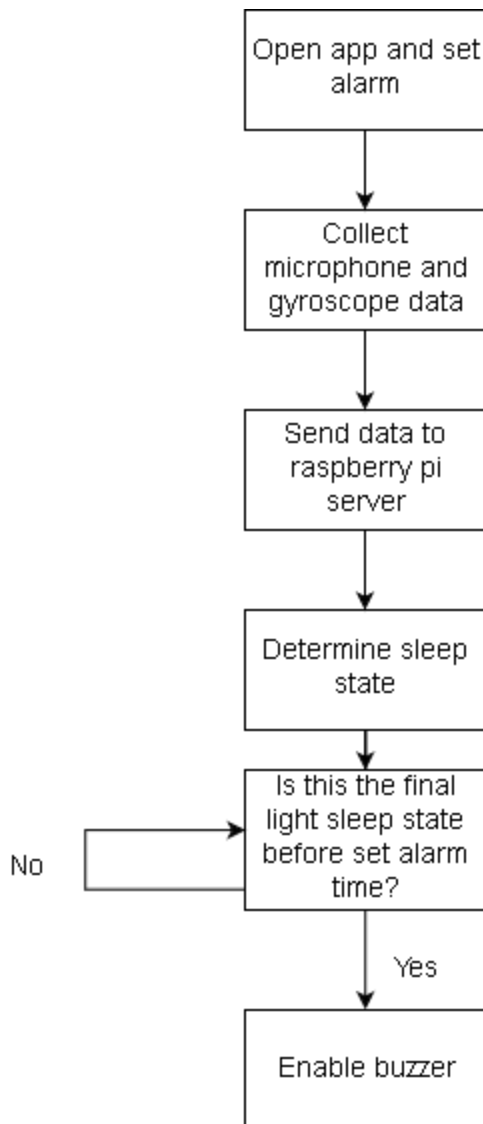 Open app and set
alarm
Collect
microphone and
gyroscope data
Send data to
raspberry pi
server
Determine sleep
state
Is this the final
light sleep state
before set alarm
time?
No
Yes
Enable buzzer